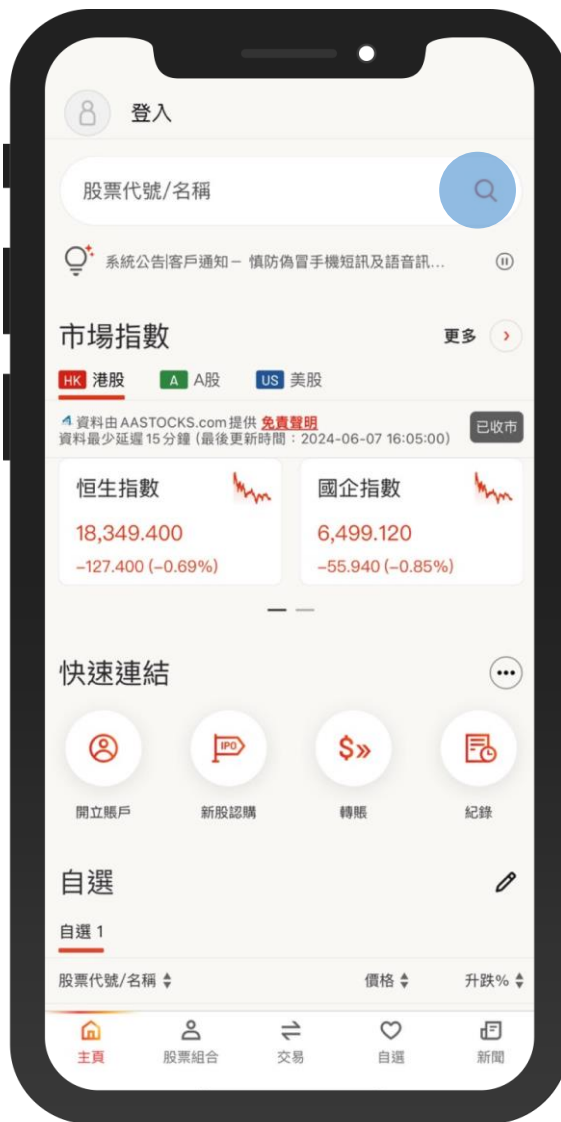 登入
股票代號/名稱
系統公告|客戶通知－ 慎防偽冒手機短訊及語音訊...
市場指數 更多
HK 港股 A A股 US 美股
資料由 AASTOCKS.com 提供 免責聲明
資料最少延遲 15 分鐘 (最後更新時間：2024-06-07 16:05:00) 已收市
恒生指數 國企指數
18,349.400 6,499.120
−127.400 (−0.69%) −55.940 (−0.85%)
快速連結
IPO $
開立賬戶 新股認購 轉賬 紀錄
自選
自選 1
股票代號/名稱 價格 升跌%
主頁 股票組合 交易 自選 新聞